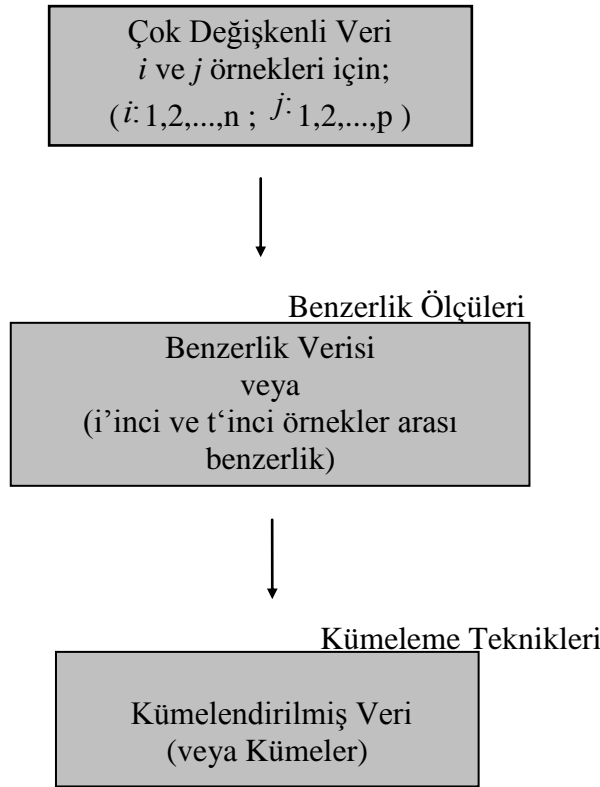 Çok Değişkenli Veri
i ve j örnekleri için;
( i: 1,2,...,n ; j: 1,2,...,p )
Benzerlik Ölçüleri
Benzerlik Verisi
veya
(i’inci ve t‘inci örnekler arası
benzerlik)
Kümeleme Teknikleri
Kümelendirilmiş Veri
(veya Kümeler)